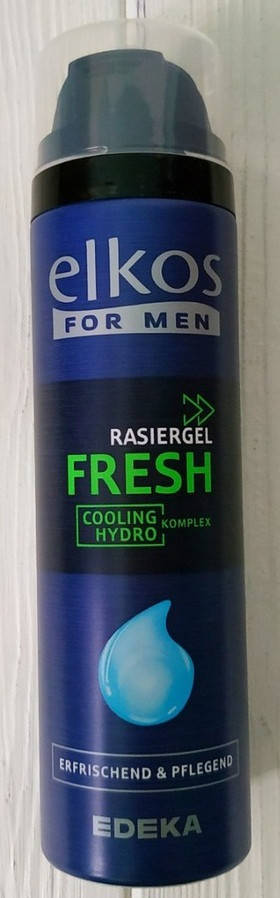 elkos
FOR MEN
RASIERGEL
FRESH
COOLING
HYDRO KOMPLEX
ERFRISCHEND & PFLEGEND
EDEKA